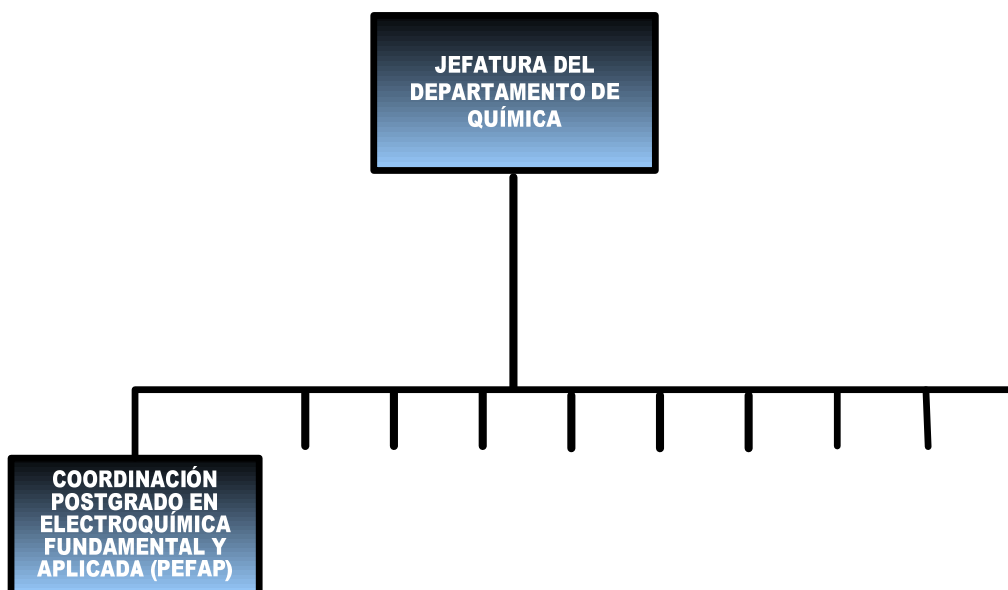 JEFATURA DEL
DEPARTAMENTO DE
QUÍMICA
COORDINACIÓN
POSTGRADO EN
ELECTROQUÍMICA
FUNDAMENTAL Y
APLICADA (PEFAP)